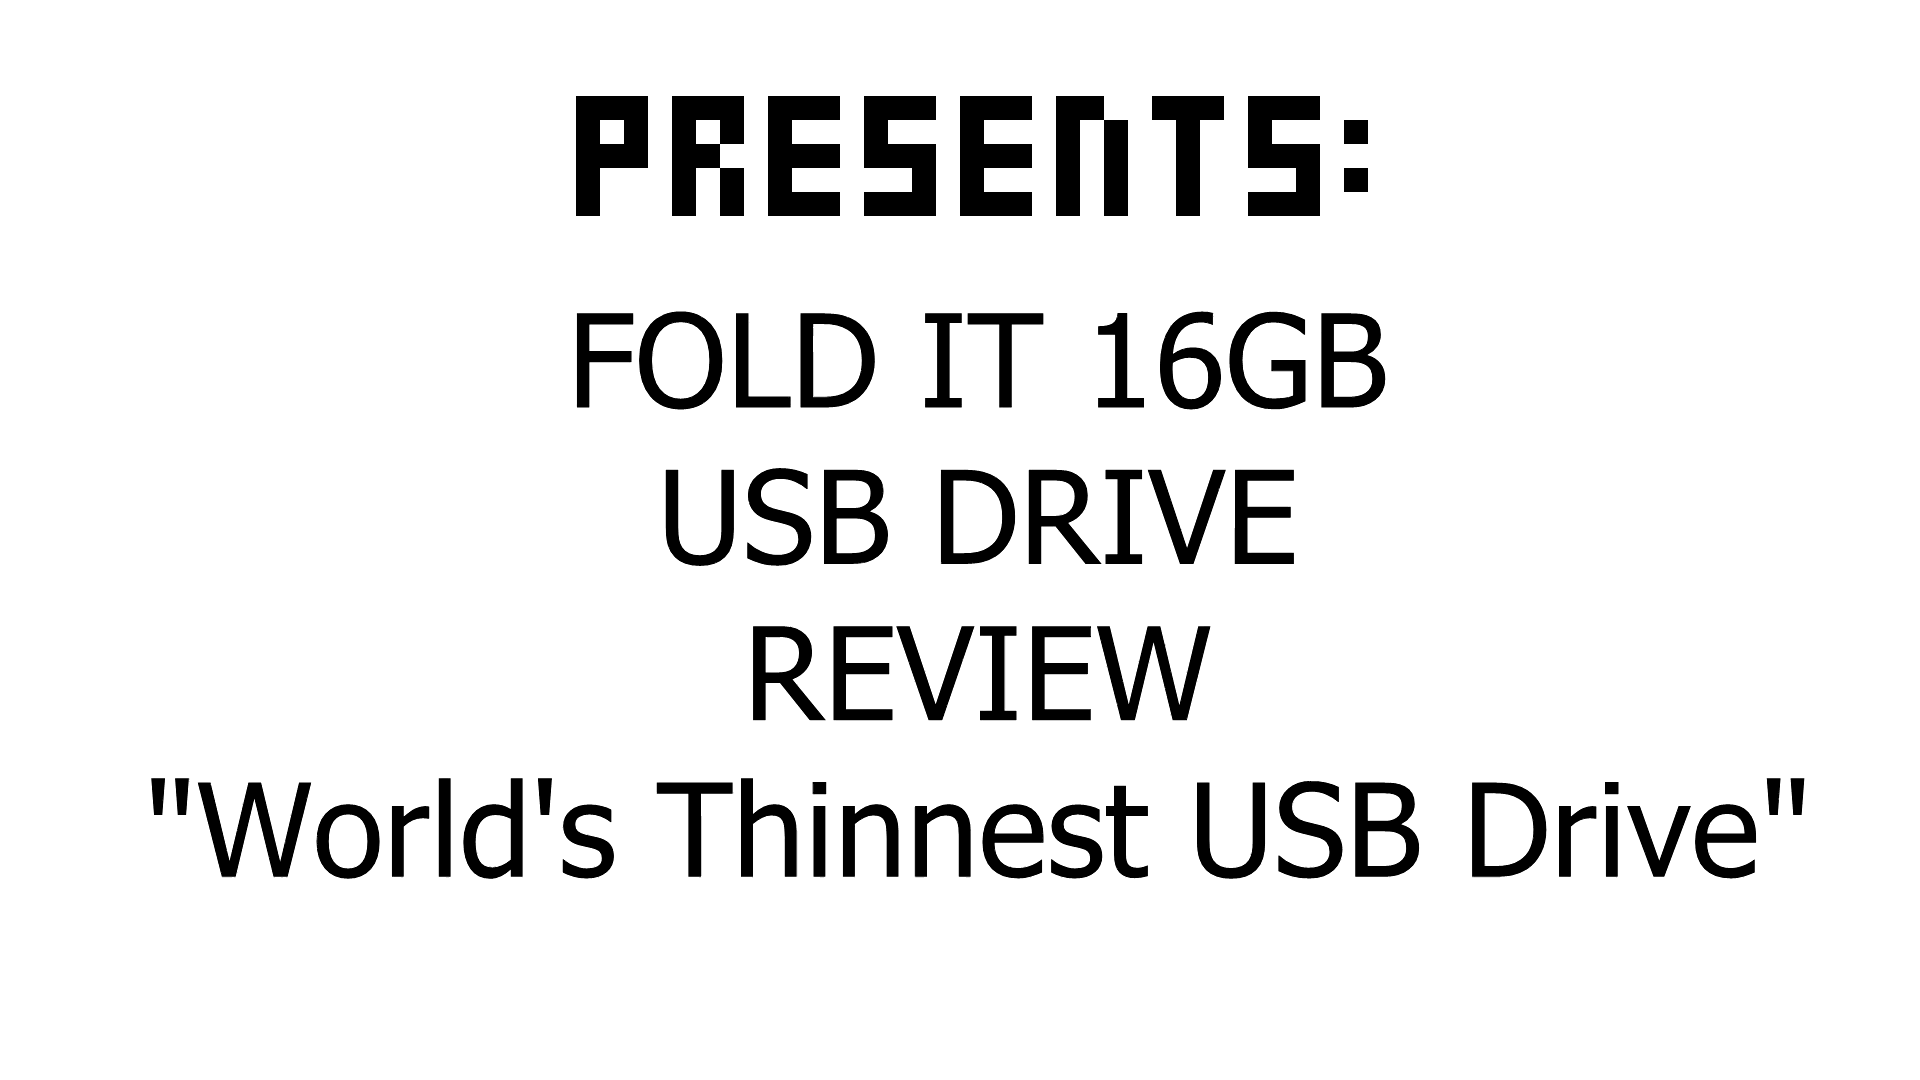 PRESENTS:
FOLD IT 16GB
USB DRIVE
REVIEW
"World's Thinnest USB Drive"